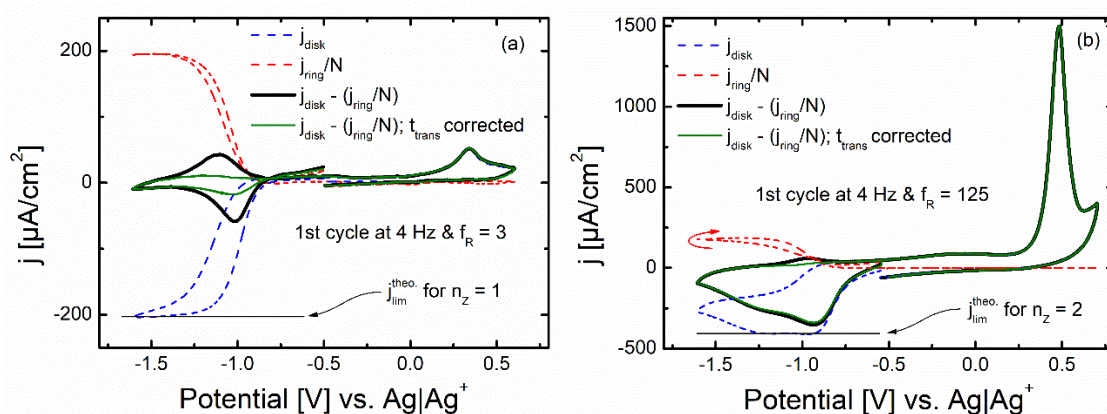 (a)
j_disk
j_ring/N
j_disk - (j_ring/N)
j_disk - (j_ring/N); t_trans corrected
1st cycle at 4 Hz & f_R = 3
j_lim^theo. for n_Z = 1
j [µA/cm²]
200
0
-200
-1.5 -1.0 -0.5 0.0 0.5
Potential [V] vs. Ag|Ag⁺
(b)
j_disk
j_ring/N
j_disk - (j_ring/N)
j_disk - (j_ring/N); t_trans corrected
1st cycle at 4 Hz & f_R = 125
j_lim^theo. for n_Z = 2
j [µA/cm²]
1500
1000
500
0
-500
-1.5 -1.0 -0.5 0.0 0.5
Potential [V] vs. Ag|Ag⁺